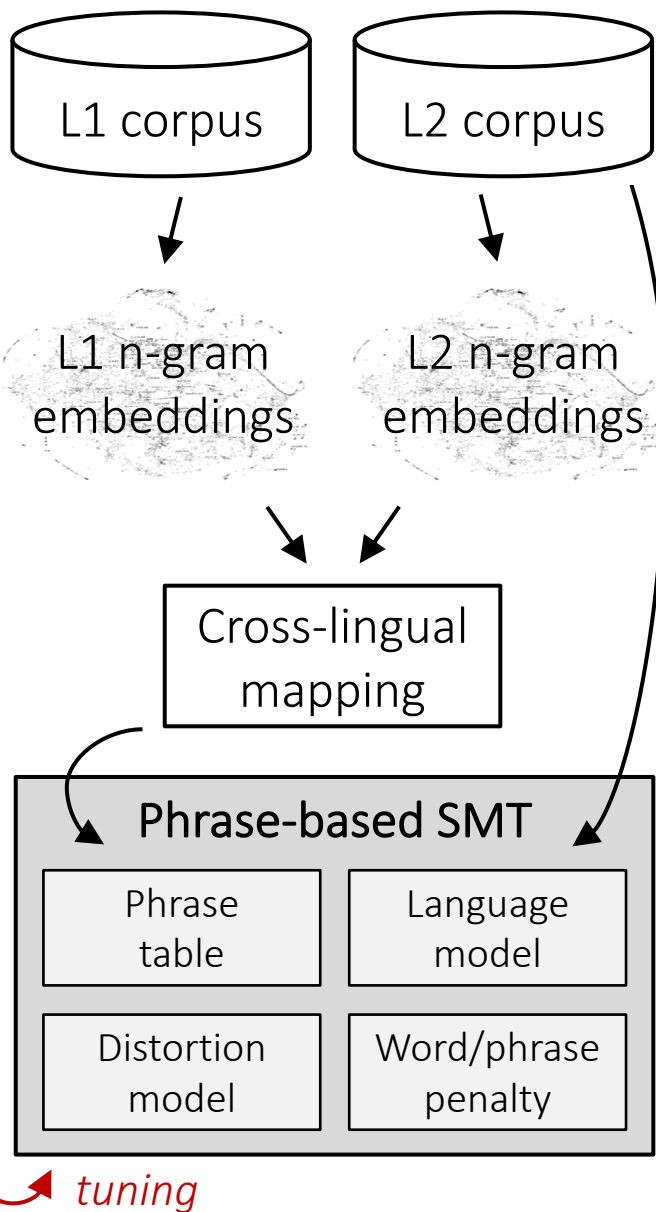 L1 corpus
L2 corpus
L1 n-gram
embeddings
L2 n-gram
embeddings
Cross-lingual
mapping
Phrase-based SMT
Phrase
table
Language
model
Distortion
model
Word/phrase
penalty
tuning